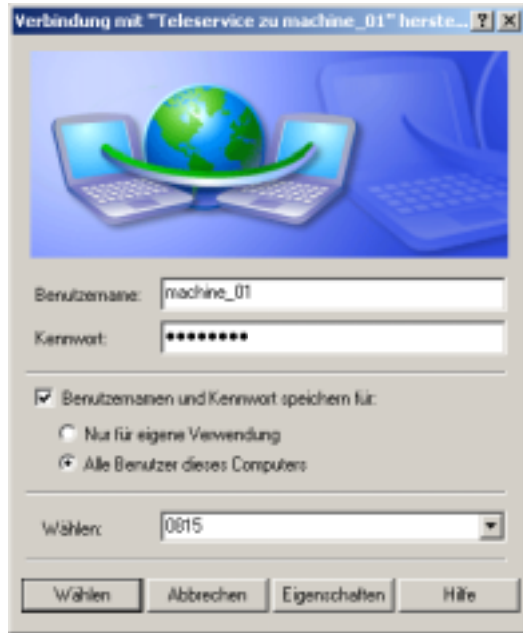 Verbindung mit "Teleservice zu machine_01" herste...
Benutzername: machine_01
Kennwort: ●●●●●●●●
Benutzernamen und Kennwort speichern für:
Nur für eigene Verwendung
Alle Benutzer dieses Computers
Wählen: 0815
Wählen Abbrechen Eigenschaften Hilfe